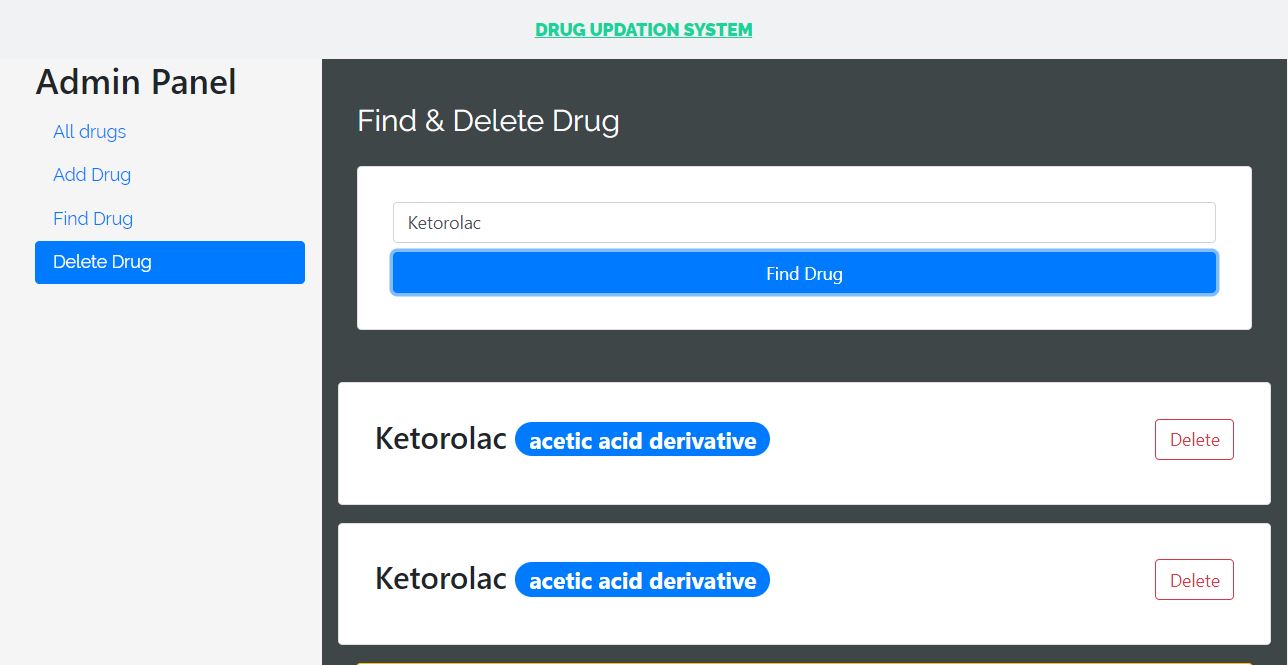 DRUG UPDATION SYSTEM
Admin Panel
All drugs
Add Drug
Find Drug
Delete Drug
Find & Delete Drug
Ketorolac
Find Drug
Ketorolac acetic acid derivative Delete
Ketorolac acetic acid derivative Delete